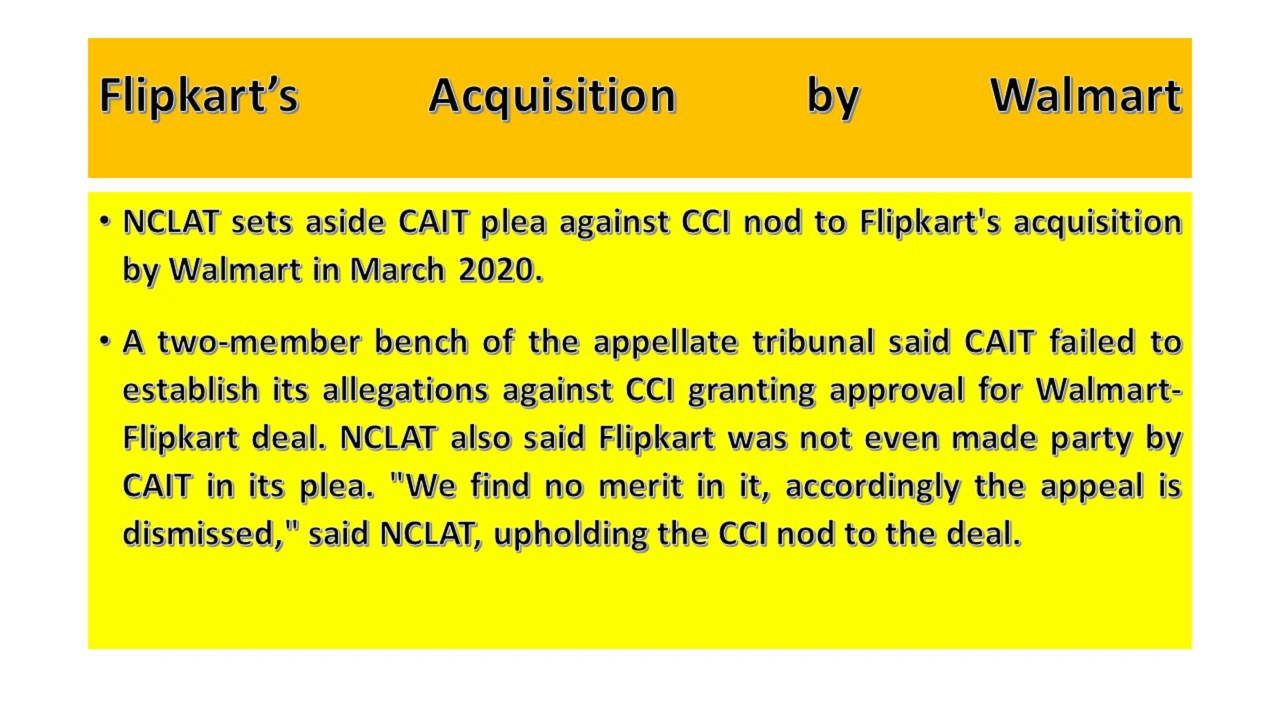 Flipkart’s Acquisition by Walmart
• NCLAT sets aside CAIT plea against CCI nod to Flipkart's acquisition
by Walmart in March 2020.
• A two-member bench of the appellate tribunal said CAIT failed to
establish its allegations against CCI granting approval for Walmart-
Flipkart deal. NCLAT also said Flipkart was not even made party by
CAIT in its plea. "We find no merit in it, accordingly the appeal is
dismissed," said NCLAT, upholding the CCI nod to the deal.